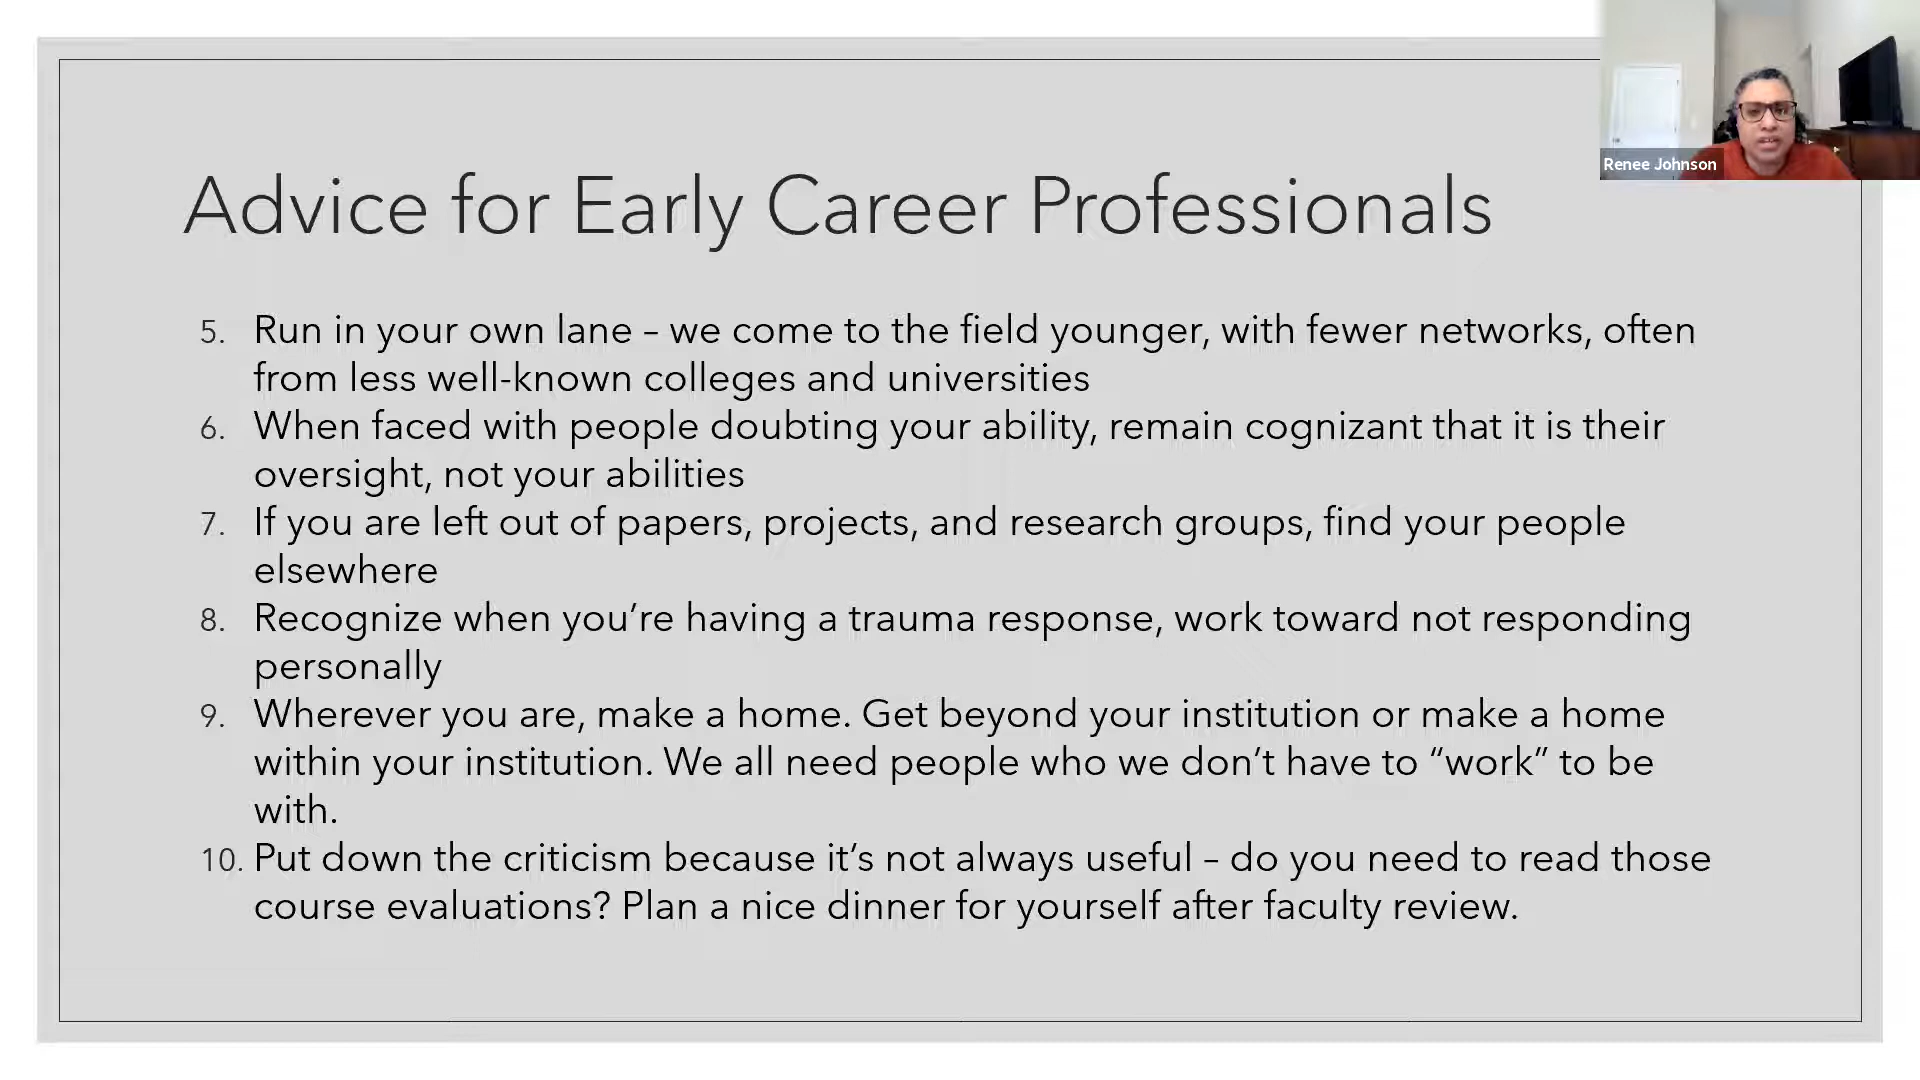 Renee Johnson
Advice for Early Career Professionals
5. Run in your own lane – we come to the field younger, with fewer networks, often
from less well-known colleges and universities
6. When faced with people doubting your ability, remain cognizant that it is their
oversight, not your abilities
7. If you are left out of papers, projects, and research groups, find your people
elsewhere
8. Recognize when you’re having a trauma response, work toward not responding
personally
9. Wherever you are, make a home. Get beyond your institution or make a home
within your institution. We all need people who we don’t have to “work” to be
with.
10. Put down the criticism because it’s not always useful – do you need to read those
course evaluations? Plan a nice dinner for yourself after faculty review.